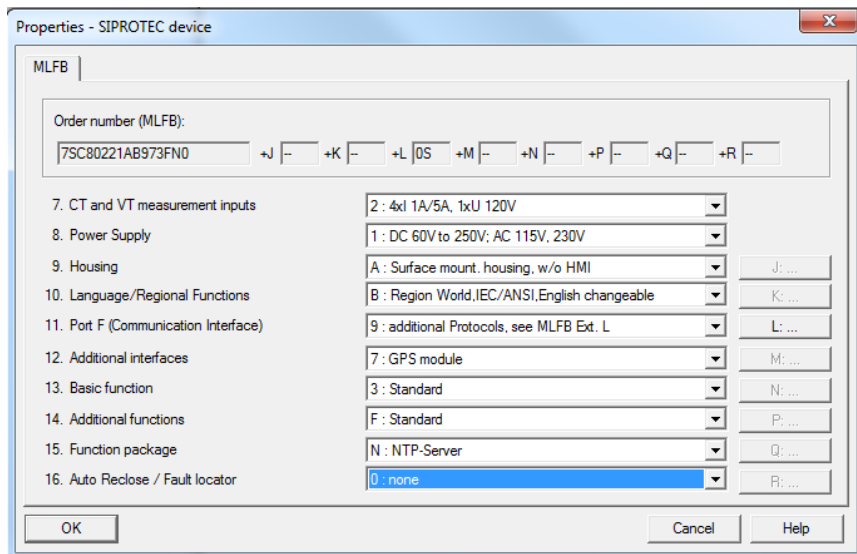 Properties - SIPROTEC device
MLFB
Order number (MLFB):
7SC80221AB973FN0 +J -- +K -- +L 0S +M -- +N -- +P -- +Q -- +R --
7. CT and VT measurement inputs 2 : 4xI 1A/5A, 1xU 120V
8. Power Supply 1 : DC 60V to 250V; AC 115V, 230V
9. Housing A : Surface mount. housing, w/o HMI J: ...
10. Language/Regional Functions B : Region World,IEC/ANSI,English changeable K: ...
11. Port F (Communication Interface) 9 : additional Protocols, see MLFB Ext. L L: ...
12. Additional interfaces 7 : GPS module M: ...
13. Basic function 3 : Standard N: ...
14. Additional functions F : Standard P: ...
15. Function package N : NTP-Server Q: ...
16. Auto Reclose / Fault locator 0 : none R: ...
OK Cancel Help